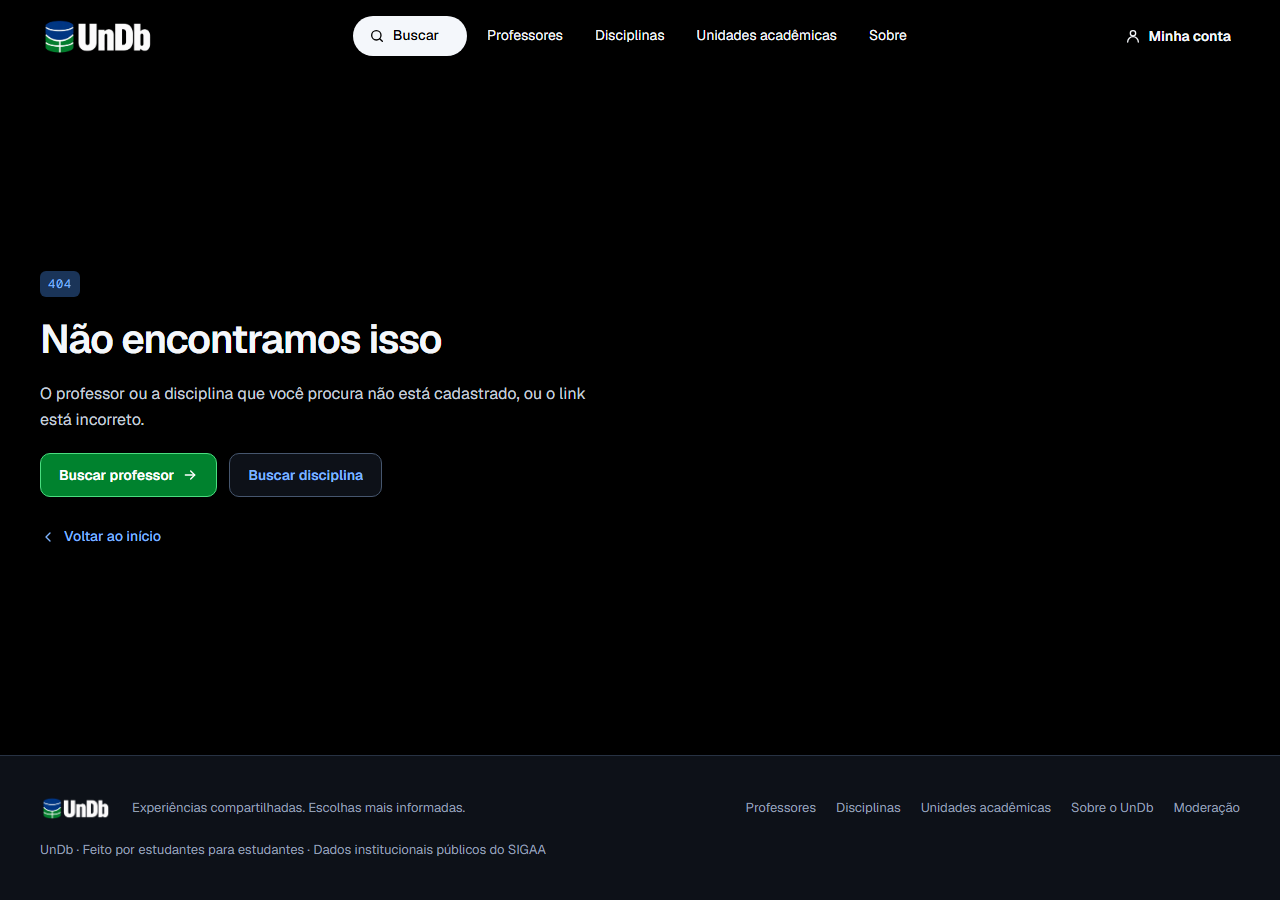 UnDb
Buscar
Professores
Disciplinas
Unidades acadêmicas
Sobre
Minha conta
404
Não encontramos isso
O professor ou a disciplina que você procura não está cadastrado, ou o link
está incorreto.
Buscar professor
Buscar disciplina
Voltar ao início
UnDb
Experiências compartilhadas. Escolhas mais informadas.
Professores
Disciplinas
Unidades acadêmicas
Sobre o UnDb
Moderação
UnDb · Feito por estudantes para estudantes · Dados institucionais públicos do SIGAA